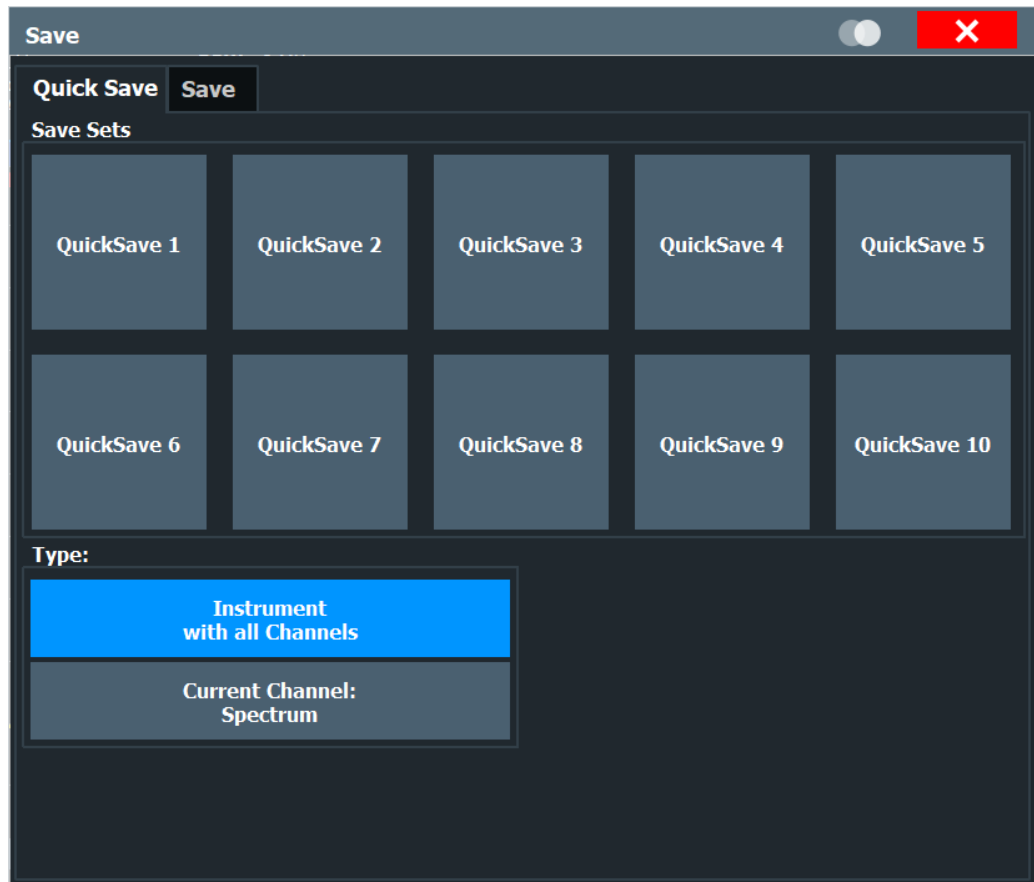 Save
Quick Save Save
Save Sets
QuickSave 1 QuickSave 2 QuickSave 3 QuickSave 4 QuickSave 5
QuickSave 6 QuickSave 7 QuickSave 8 QuickSave 9 QuickSave 10
Type:
Instrument
with all Channels
Current Channel:
Spectrum